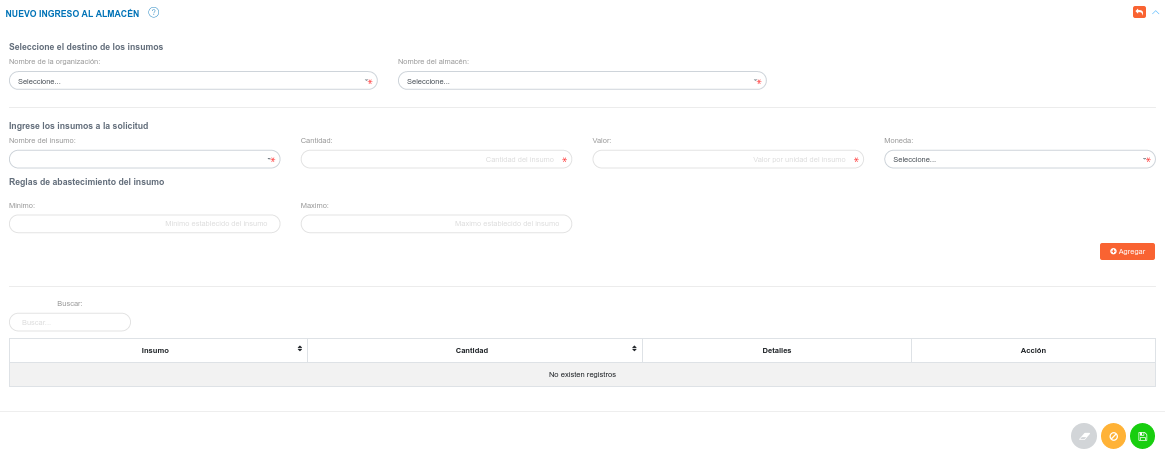 NUEVO INGRESO AL ALMACÉN ?
Seleccione el destino de los insumos
Nombre de la organización: Nombre del almacén:
Seleccione... Seleccione...
Ingrese los insumos a la solicitud
Nombre del insumo: Cantidad: Valor: Moneda:
Cantidad del insumo Valor por unidad del insumo Seleccione...
Reglas de abastecimiento del insumo
Mínimo: Maximo:
Mínimo establecido del insumo Maximo establecido del insumo
Agregar
Buscar:
Buscar...
Insumo Cantidad Detalles Acción
No existen registros